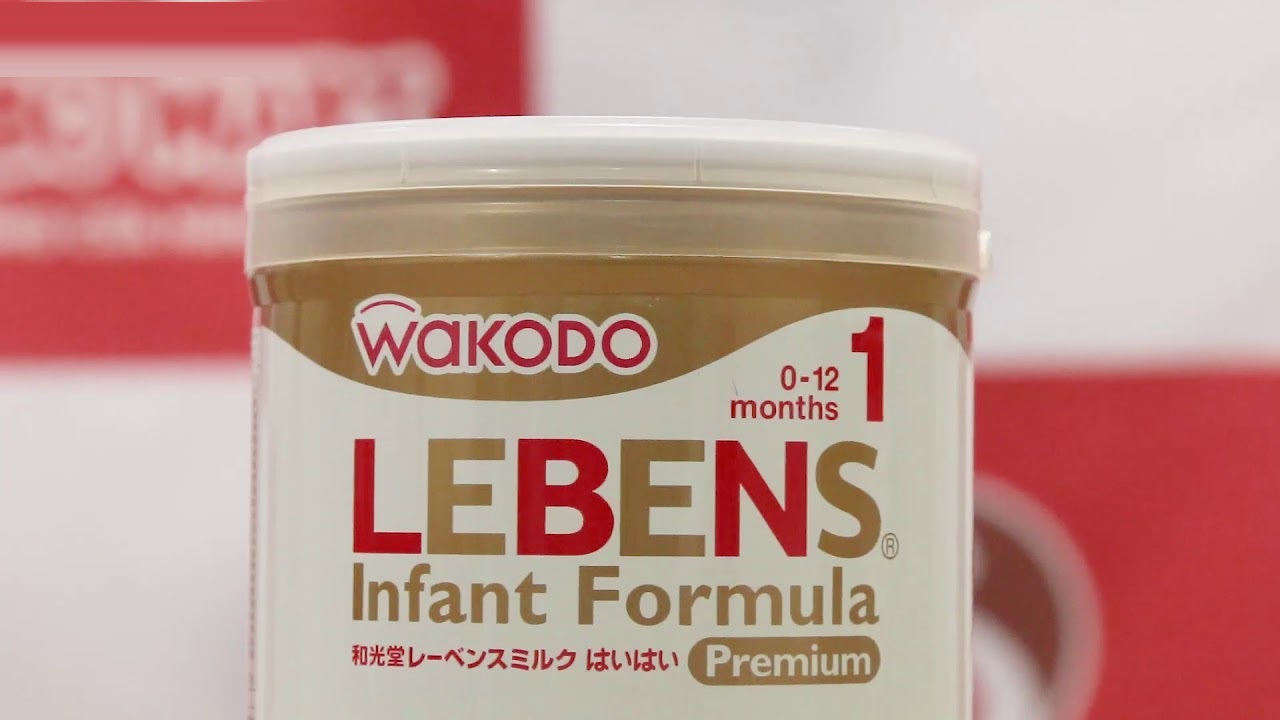 WAKODO
0-12
months
1
LEBENS®
Infant Formula
和光堂レーベンスミルク はいはい
Premium